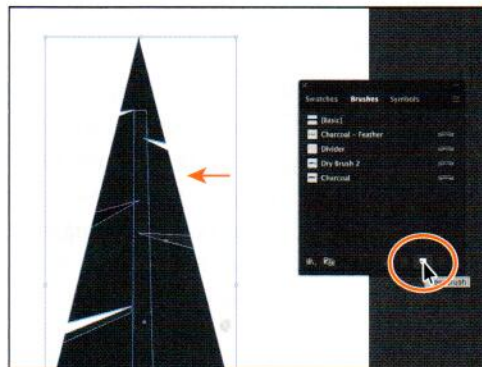 Swatches Brushes Symbols
[Basic]
Charcoal - Feather
Divider
Dry Brush 2
Charcoal